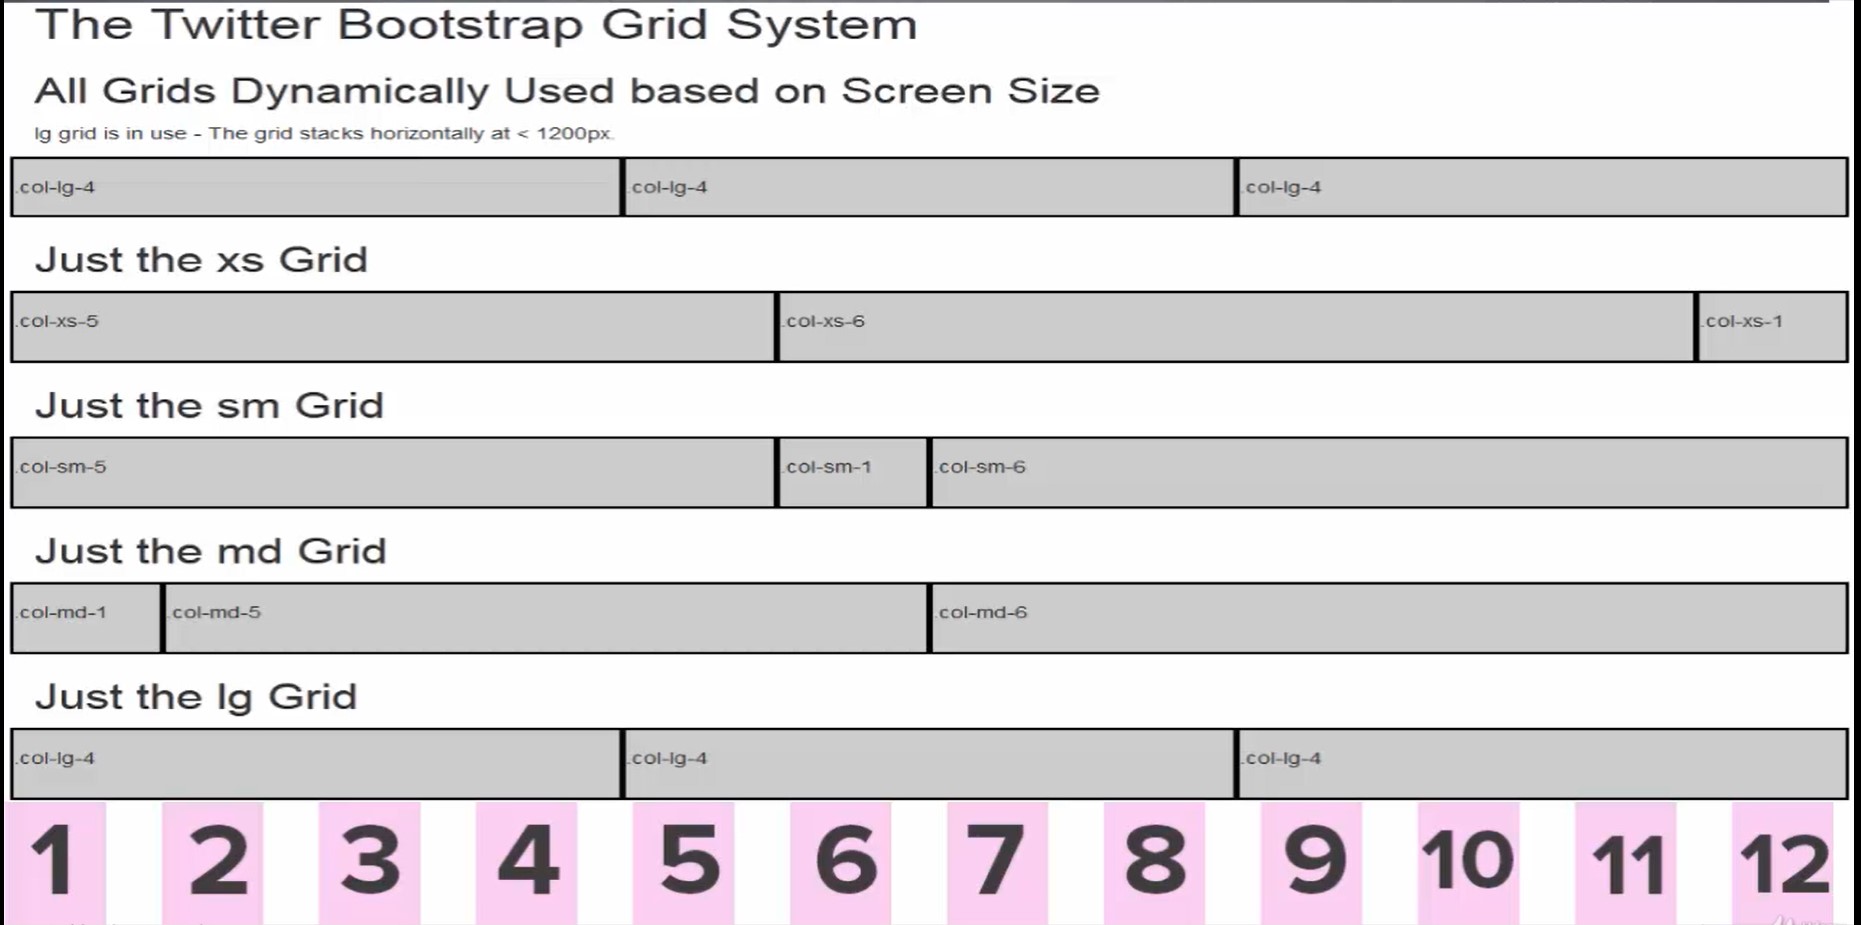 The Twitter Bootstrap Grid System
All Grids Dynamically Used based on Screen Size
lg grid is in use - The grid stacks horizontally at < 1200px.
.col-lg-4 .col-lg-4 .col-lg-4
Just the xs Grid
.col-xs-5 .col-xs-6 .col-xs-1
Just the sm Grid
.col-sm-5 .col-sm-1 .col-sm-6
Just the md Grid
.col-md-1 .col-md-5 .col-md-6
Just the lg Grid
.col-lg-4 .col-lg-4 .col-lg-4
1 2 3 4 5 6 7 8 9 10 11 12